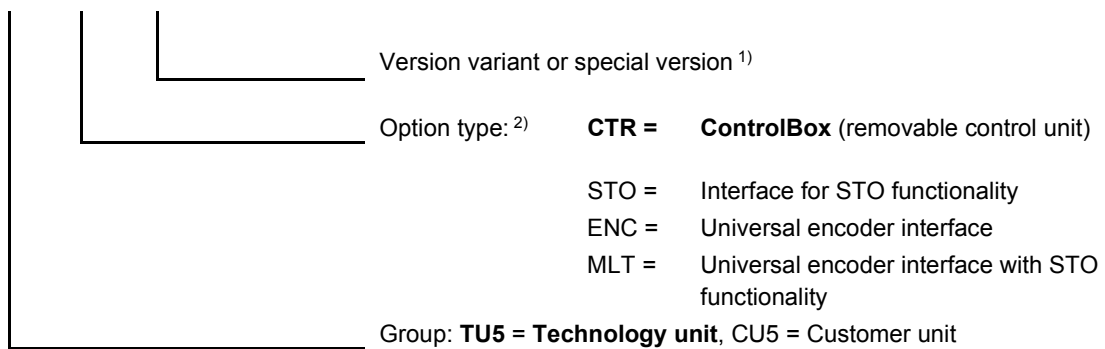 Version variant or special version 1)
Option type: 2) CTR = ControlBox (removable control unit)
STO = Interface for STO functionality
ENC = Universal encoder interface
MLT = Universal encoder interface with STO
functionality
Group: TU5 = Technology unit, CU5 = Customer unit